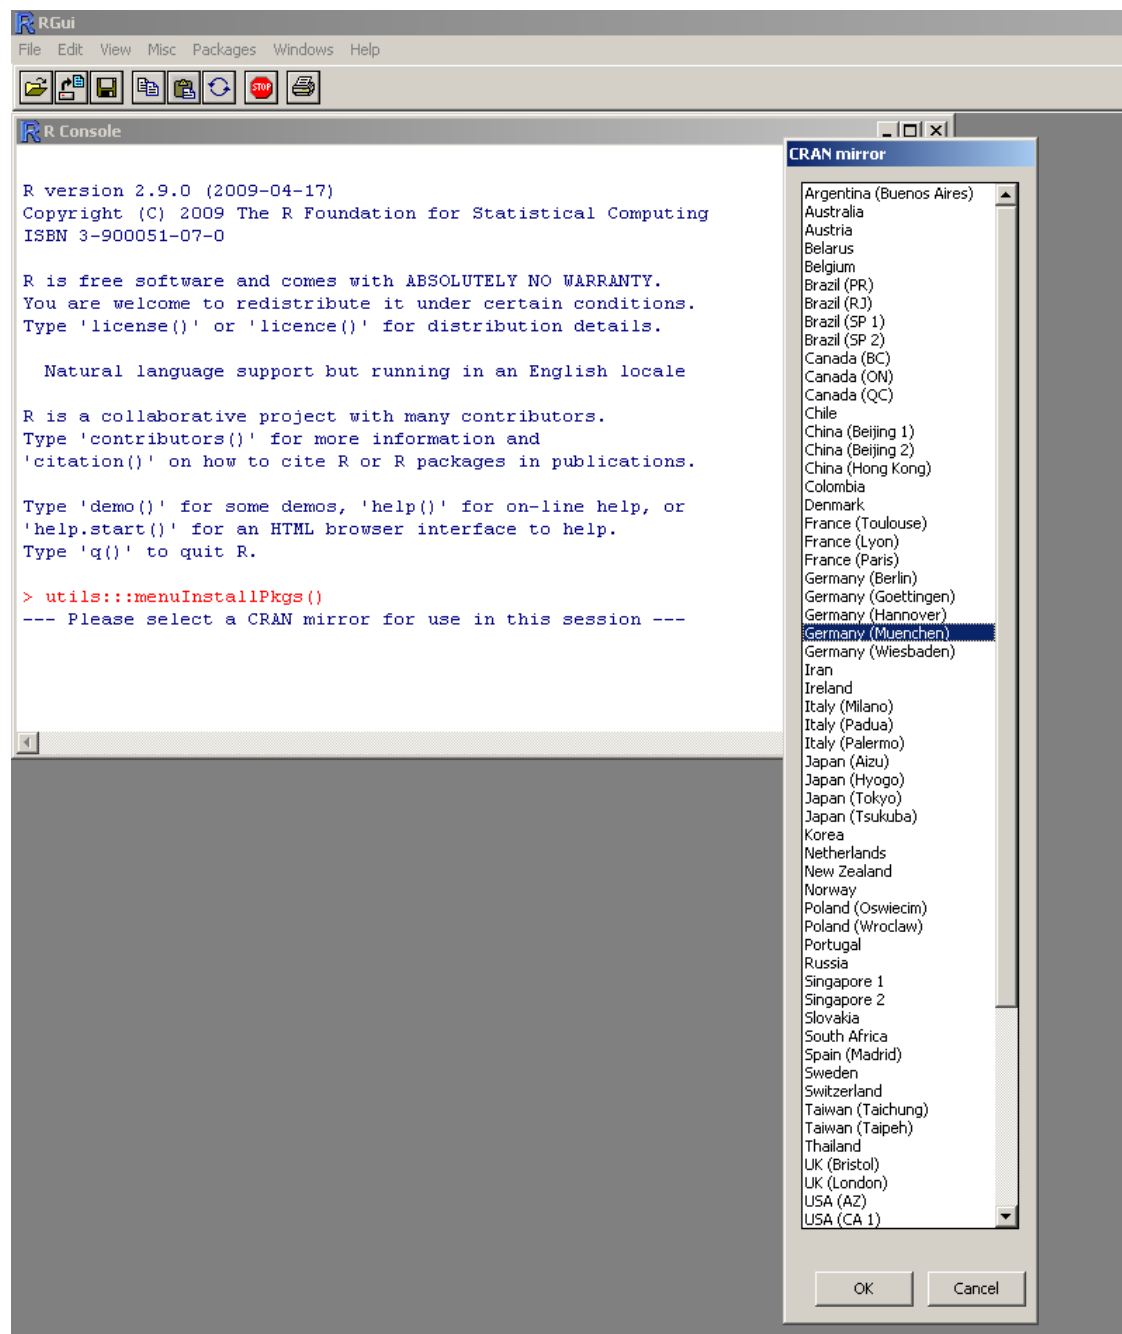 RGui
File Edit View Misc Packages Windows Help
STOP
R Console
R version 2.9.0 (2009-04-17)
Copyright (C) 2009 The R Foundation for Statistical Computing
ISBN 3-900051-07-0
R is free software and comes with ABSOLUTELY NO WARRANTY.
You are welcome to redistribute it under certain conditions.
Type 'license()' or 'licence()' for distribution details.
Natural language support but running in an English locale
R is a collaborative project with many contributors.
Type 'contributors()' for more information and
'citation()' on how to cite R or R packages in publications.
Type 'demo()' for some demos, 'help()' for on-line help, or
'help.start()' for an HTML browser interface to help.
Type 'q()' to quit R.
> utils:::menuInstallPkgs()
--- Please select a CRAN mirror for use in this session ---
CRAN mirror
Argentina (Buenos Aires)
Australia
Austria
Belarus
Belgium
Brazil (PR)
Brazil (RJ)
Brazil (SP 1)
Brazil (SP 2)
Canada (BC)
Canada (ON)
Canada (QC)
Chile
China (Beijing 1)
China (Beijing 2)
China (Hong Kong)
Colombia
Denmark
France (Toulouse)
France (Lyon)
France (Paris)
Germany (Berlin)
Germany (Goettingen)
Germany (Hannover)
Germany (Muenchen)
Germany (Wiesbaden)
Iran
Ireland
Italy (Milano)
Italy (Padua)
Italy (Palermo)
Japan (Aizu)
Japan (Hyogo)
Japan (Tokyo)
Japan (Tsukuba)
Korea
Netherlands
New Zealand
Norway
Poland (Oswiecim)
Poland (Wroclaw)
Portugal
Russia
Singapore 1
Singapore 2
Slovakia
South Africa
Spain (Madrid)
Sweden
Switzerland
Taiwan (Taichung)
Taiwan (Taipeh)
Thailand
UK (Bristol)
UK (London)
USA (AZ)
USA (CA 1)
OK Cancel